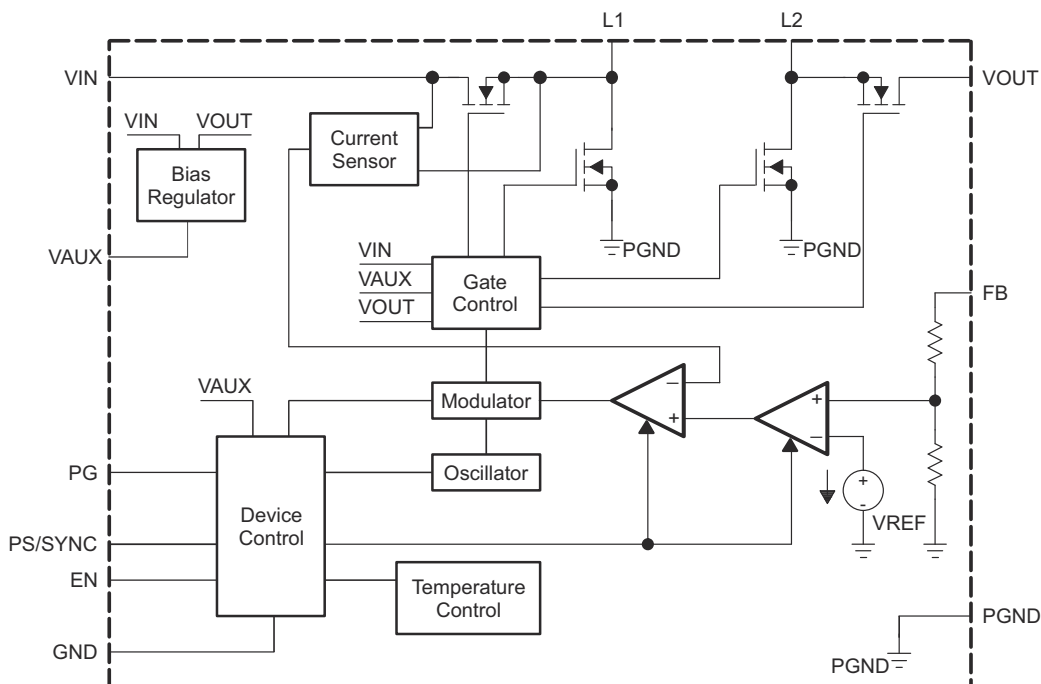 L1
L2
VIN
VOUT
Current
Sensor
VIN
VOUT
Bias
Regulator
VAUX
PGND
PGND
VIN
VAUX
VOUT
Gate
Control
FB
VAUX
Modulator
−
+
+
−
PG
Oscillator
Device
Control
+
-
VREF
PS/SYNC
EN
Temperature
Control
GND
PGND
PGND